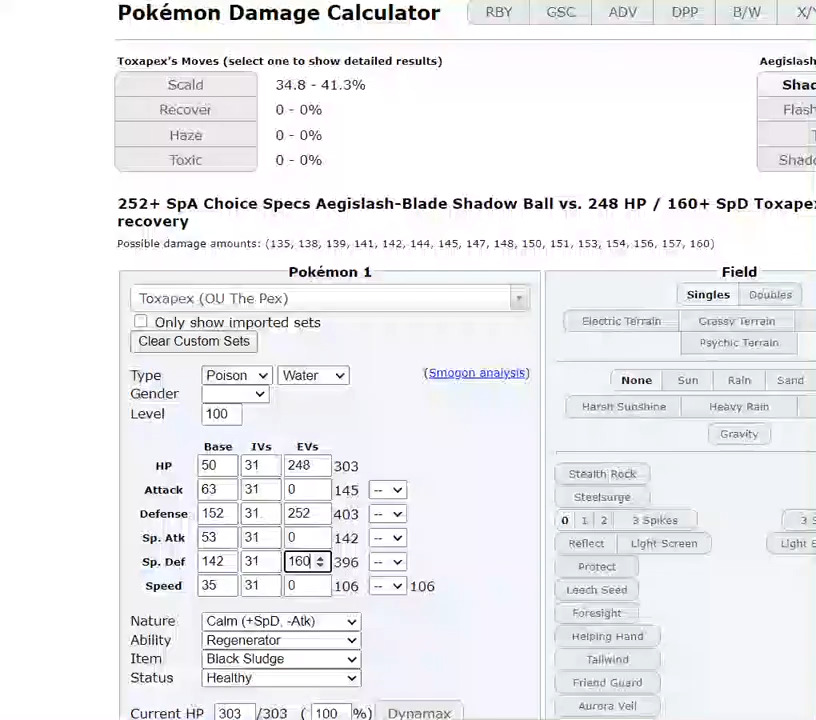 Pokémon Damage Calculator
RBY GSC ADV DPP B/W
Toxapex's Moves (select one to show detailed results) Aegislash
Scald 34.8 - 41.3%
Recover 0 - 0% Flash
Haze 0 - 0%
Toxic 0 - 0%
252+ SpA Choice Specs Aegislash-Blade Shadow Ball vs. 248 HP / 160+ SpD Toxapex
recovery
Possible damage amounts: (135, 138, 139, 141, 142, 144, 145, 147, 148, 150, 151, 153, 154, 156, 157, 160)
Pokémon 1 Field
Toxapex (OU The Pex) Singles Doubles
Only show imported sets Electric Terrain Grassy Terrain
Clear Custom Sets Psychic Terrain
Type Poison Water (Smogon analysis) None Sun Rain Sand
Gender
Level 100 Harsh Sunshine Heavy Rain
Gravity
Base IVs EVs
HP 50 31 248 303 Stealth Rock
Attack 63 31 0 145 -- Steelsurge
Defense 152 31 252 403 -- 0 1 2 3 Spikes
Sp. Atk 53 31 0 142 -- Reflect Light Screen
Sp. Def 142 31 160 396 -- Protect
Speed 35 31 0 106 -- 106 Leech Seed
Foresight
Nature Calm (+SpD, -Atk) Helping Hand
Ability Regenerator
Item Black Sludge Tailwind
Status Healthy Friend Guard
Current HP 303 /303 ( 100 %) Dynamax Aurora Veil